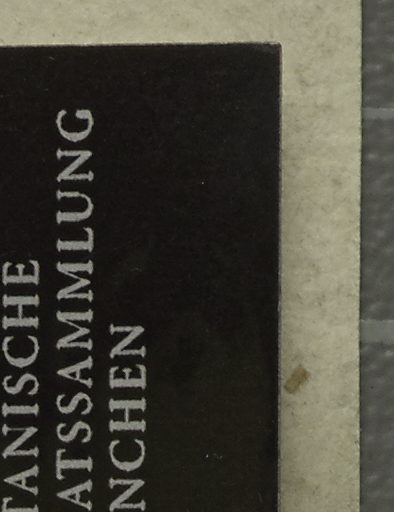 TANISCHE
ATSSAMMLUNG
NCHEN